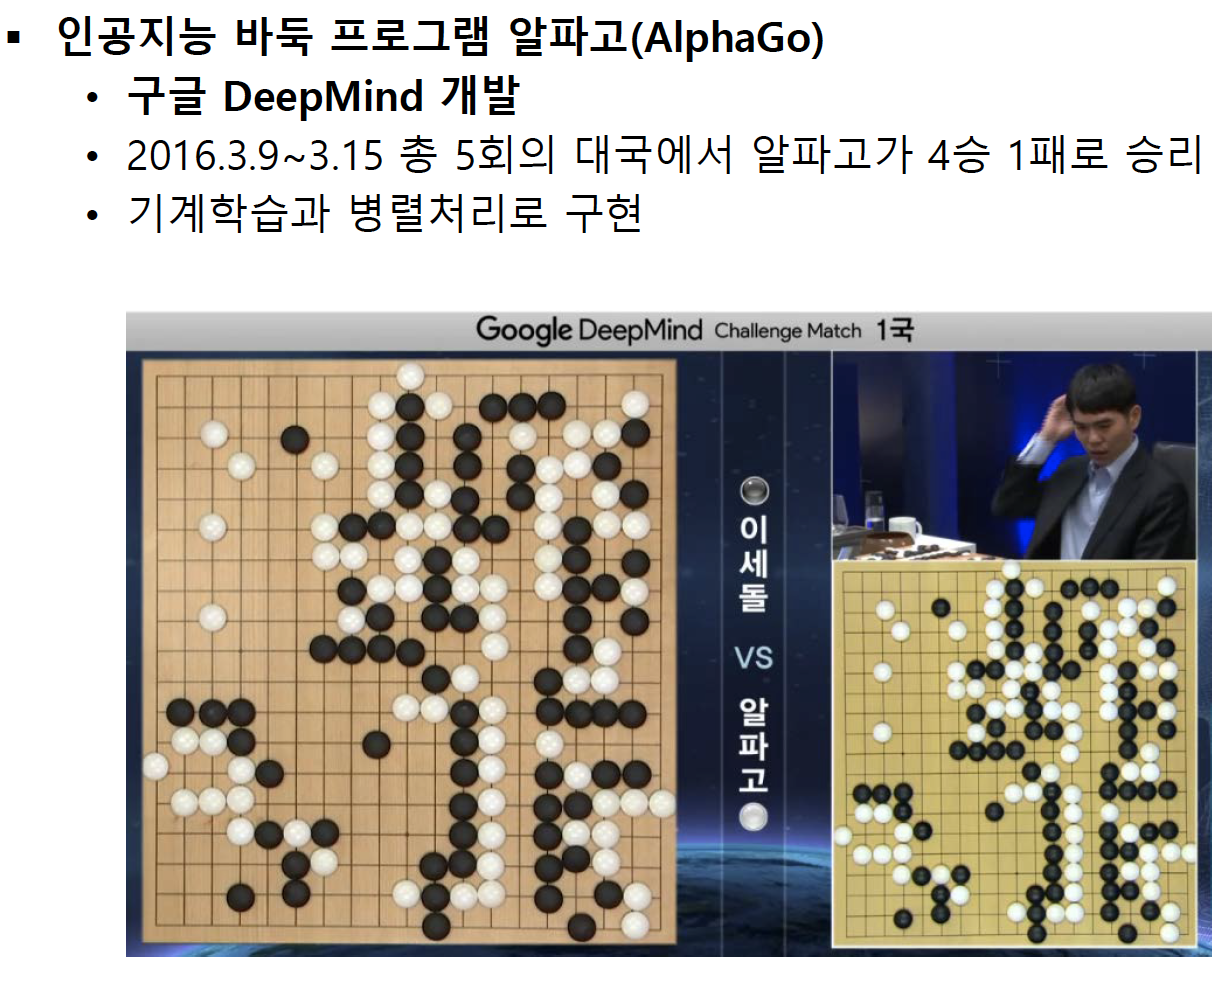 ▪ 인공지능 바둑 프로그램 알파고(AlphaGo)
• 구글 DeepMind 개발
• 2016.3.9~3.15 총 5회의 대국에서 알파고가 4승 1패로 승리
• 기계학습과 병렬처리로 구현
Google DeepMind Challenge Match 1국
이세돌
VS
알파고